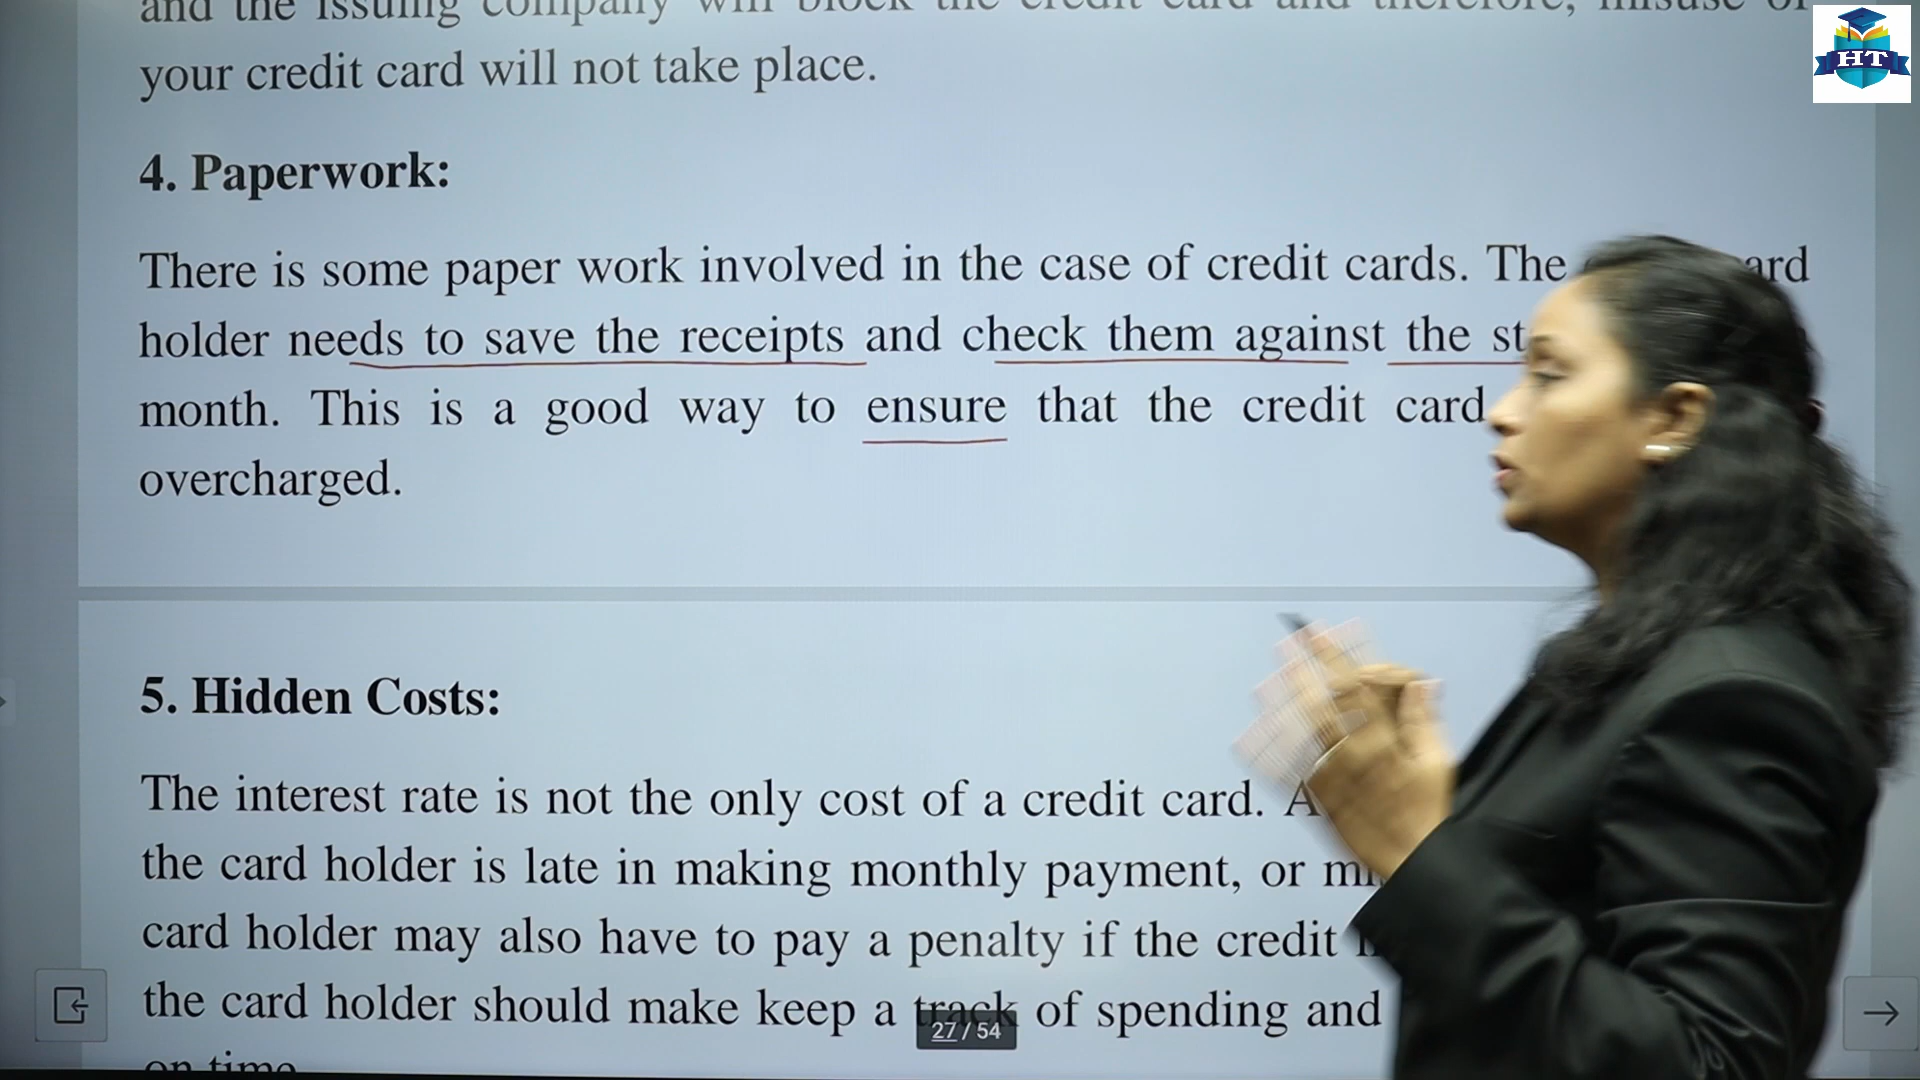 and the issuing company will block the credit card and therefore, misuse of
your credit card will not take place.
4. Paperwork:
There is some paper work involved in the case of credit cards. The ard
holder needs to save the receipts and check them against the st
month. This is a good way to ensure that the credit card
overcharged.
5. Hidden Costs:
The interest rate is not the only cost of a credit card. A
the card holder is late in making monthly payment, or
card holder may also have to pay a penalty if the credit
the card holder should make keep a track of spending and
on time
27 / 54
HT